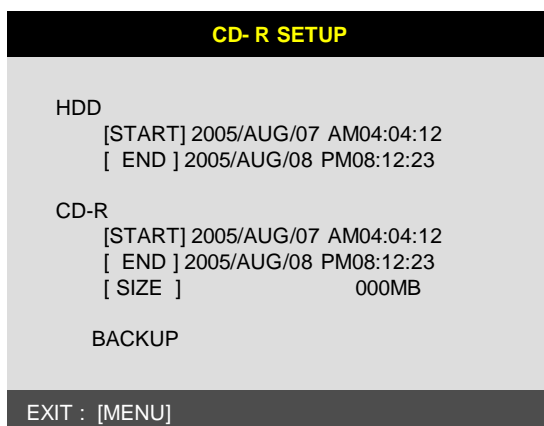 CD- R SETUP
HDD
[START] 2005/AUG/07 AM04:04:12
[ END ] 2005/AUG/08 PM08:12:23
CD-R
[START] 2005/AUG/07 AM04:04:12
[ END ] 2005/AUG/08 PM08:12:23
[ SIZE ] 000MB
BACKUP
EXIT : [MENU]